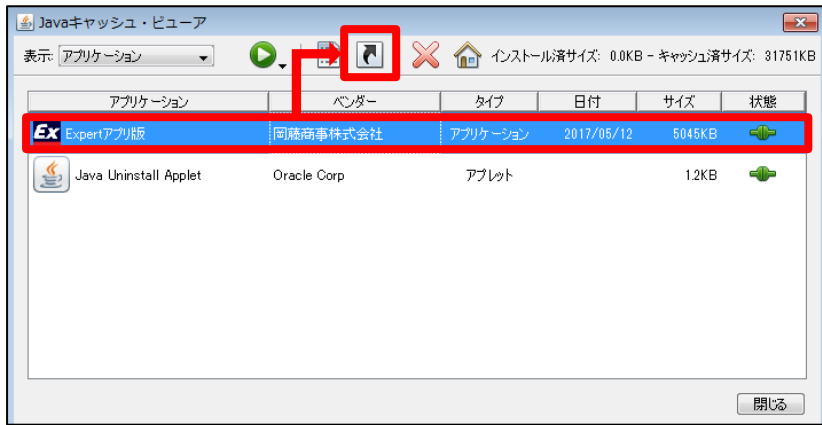 Javaキャッシュ・ビューア
表示: アプリケーション インストール済サイズ: 0.0KB - キャッシュ済サイズ: 31751KB
アプリケーション ベンダー タイプ 日付 サイズ 状態
Ex Expertアプリ版 岡藤商事株式会社 アプリケーション 2017/05/12 5045KB
Java Uninstall Applet Oracle Corp アプレット 1.2KB
閉じる